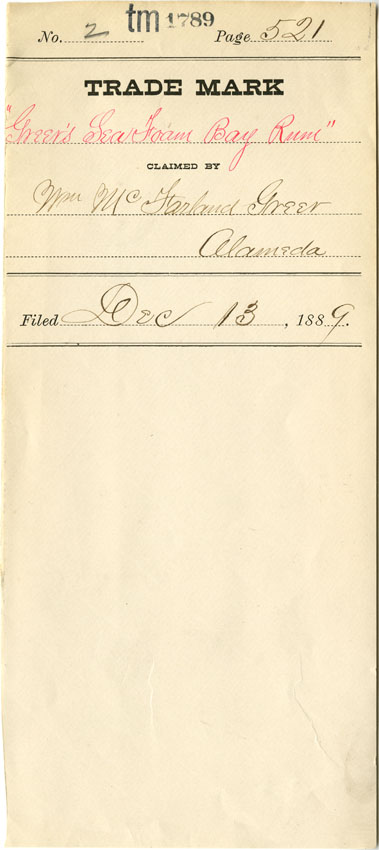 No. 2 tm 1789 Page 521
TRADE MARK
"Greer's Sea Foam Bay Rum"
CLAIMED BY
Wm McFarland Greer
Alameda
Filed Dec 13, 1889.